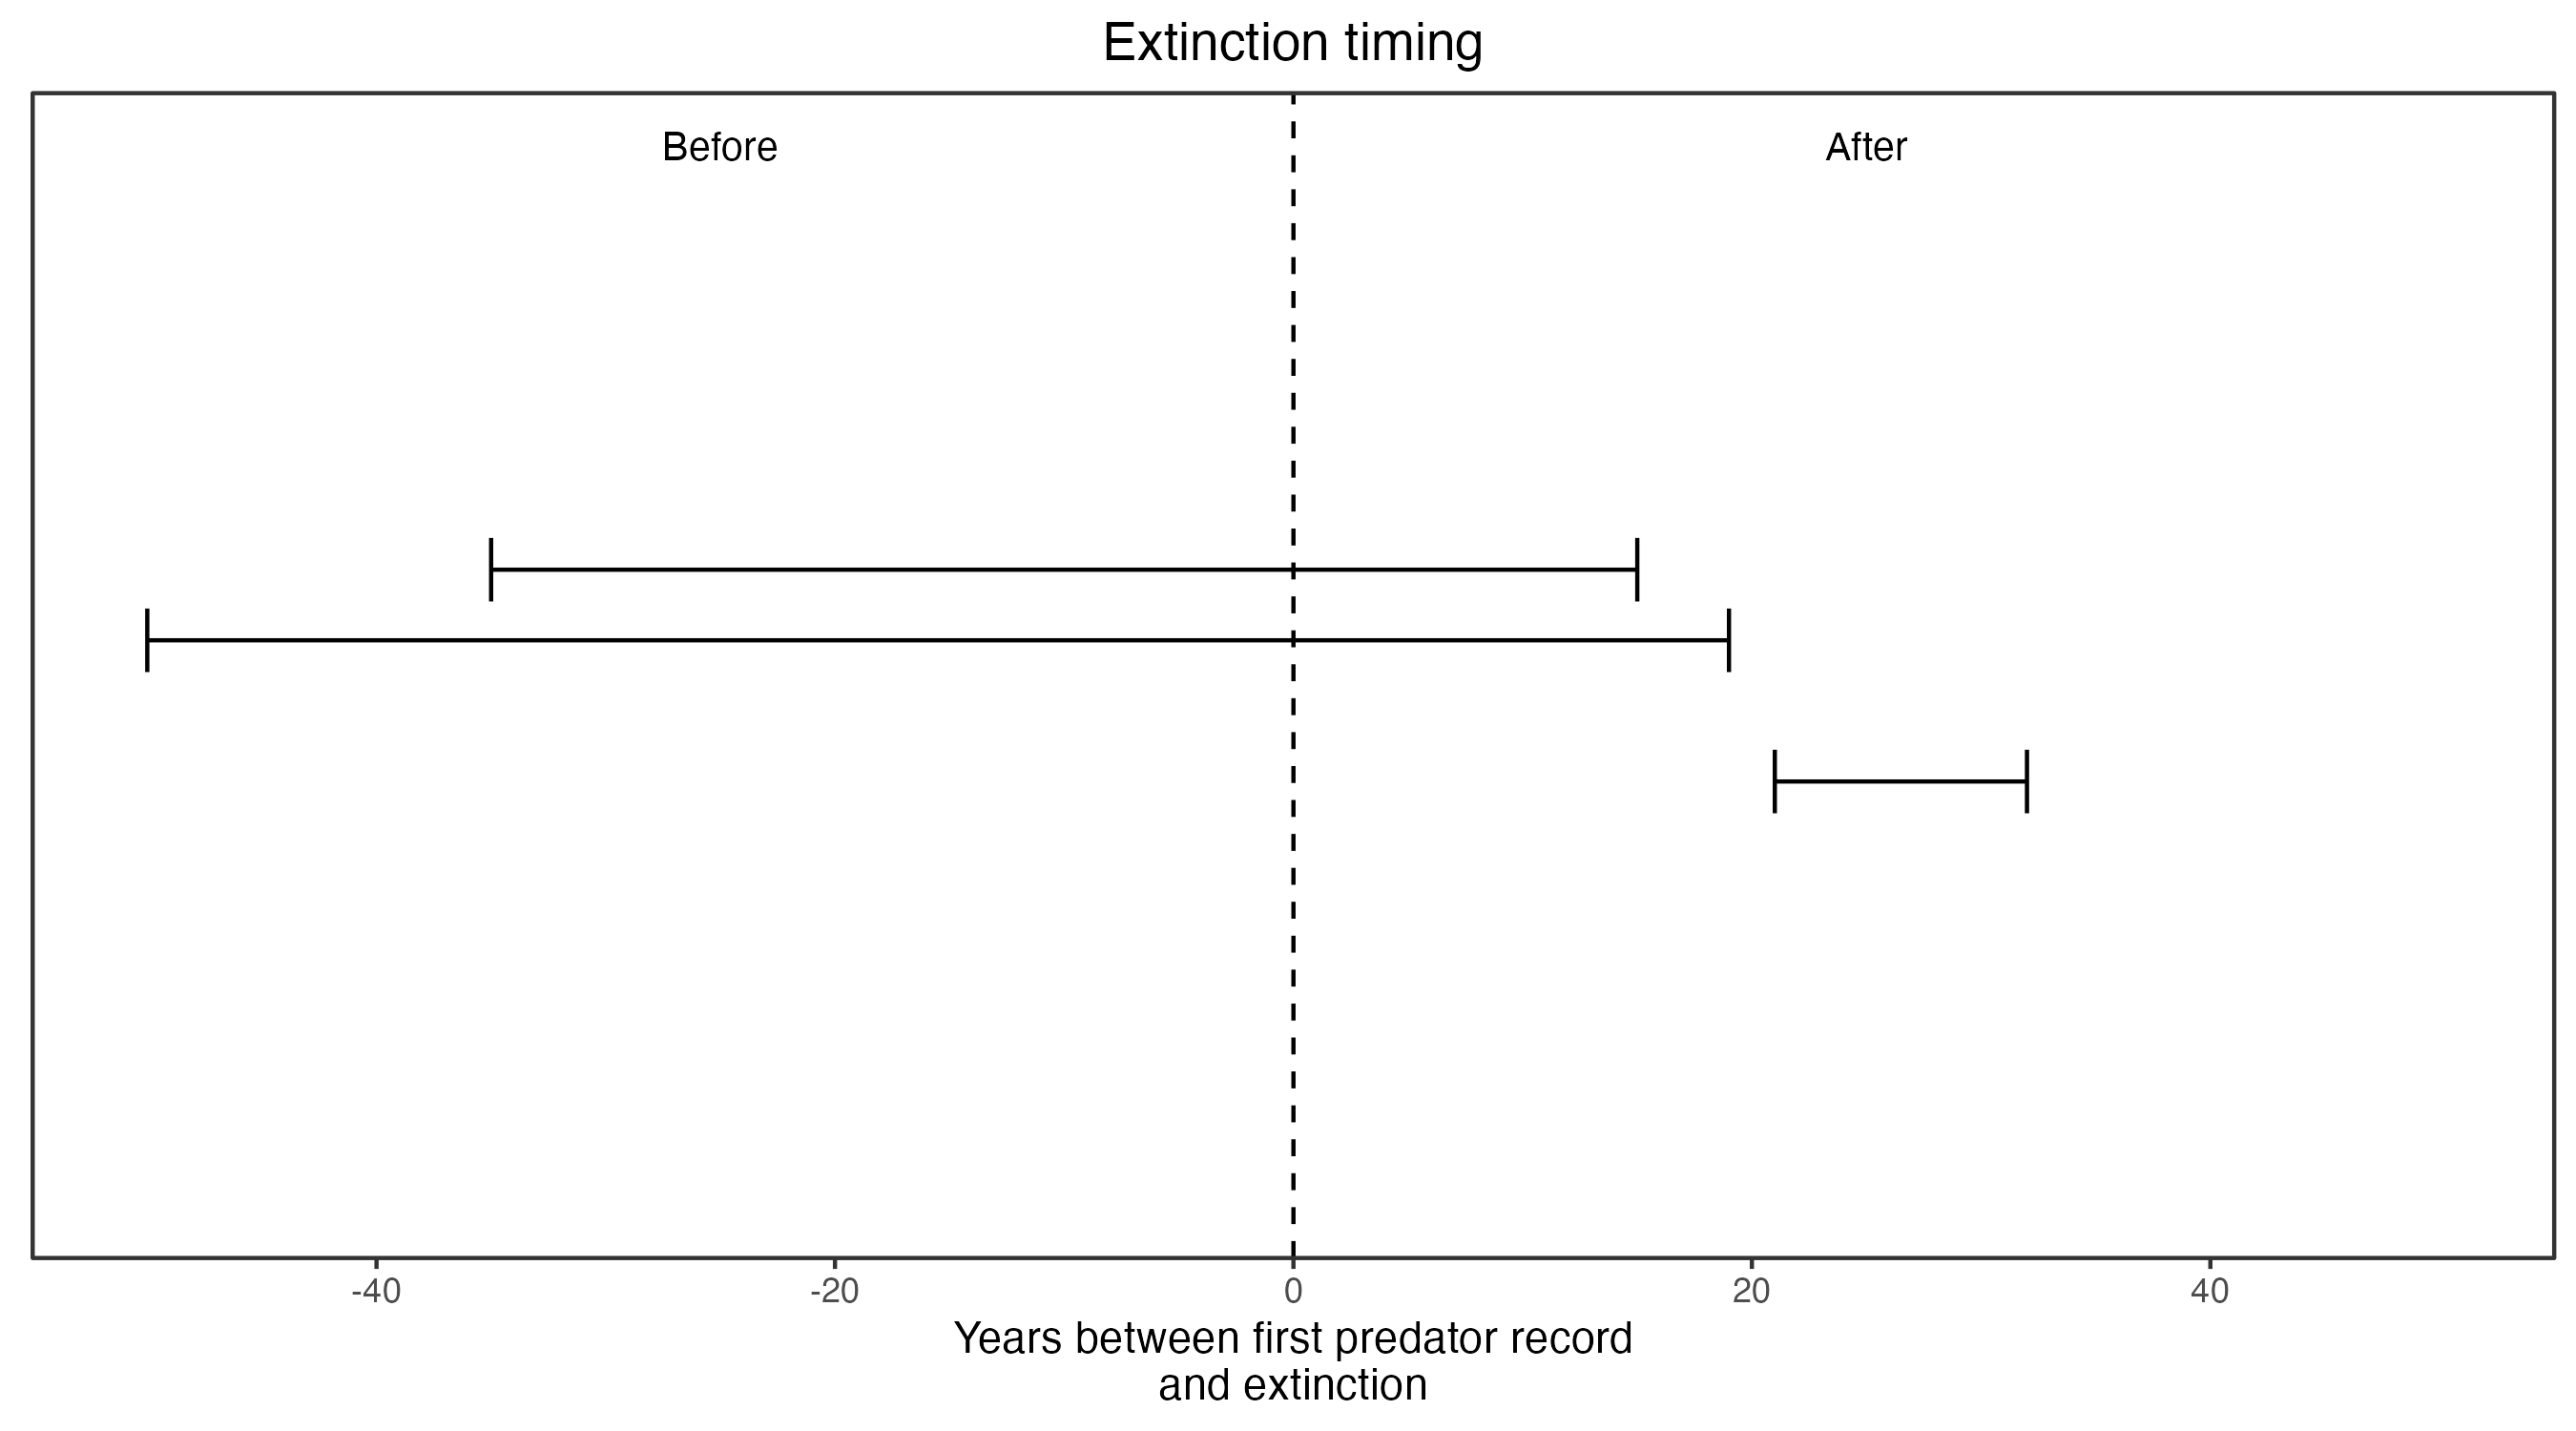 Extinction timing
Before
After
-40
-20
0
20
40
Years between first predator record
and extinction